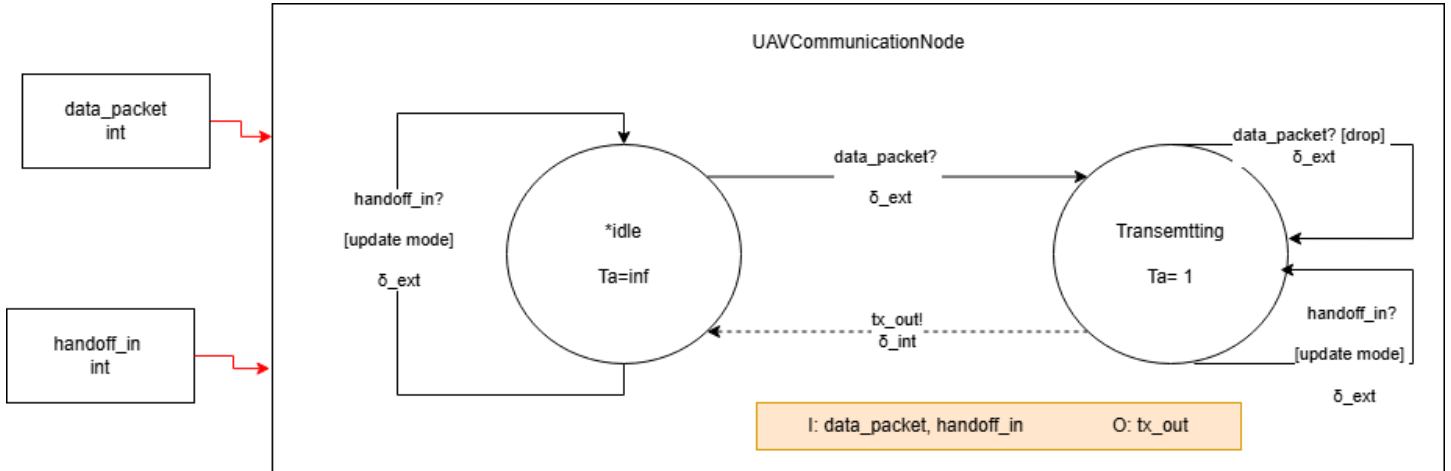 UAVCommunicationNode
data_packet
int
handoff_in
int
handoff_in?
[update mode]
δ_ext
*idle
Ta=inf
data_packet?
δ_ext
tx_out!
δ_int
Transemtting
Ta= 1
data_packet? [drop]
δ_ext
handoff_in?
[update mode]
δ_ext
I: data_packet, handoff_in O: tx_out